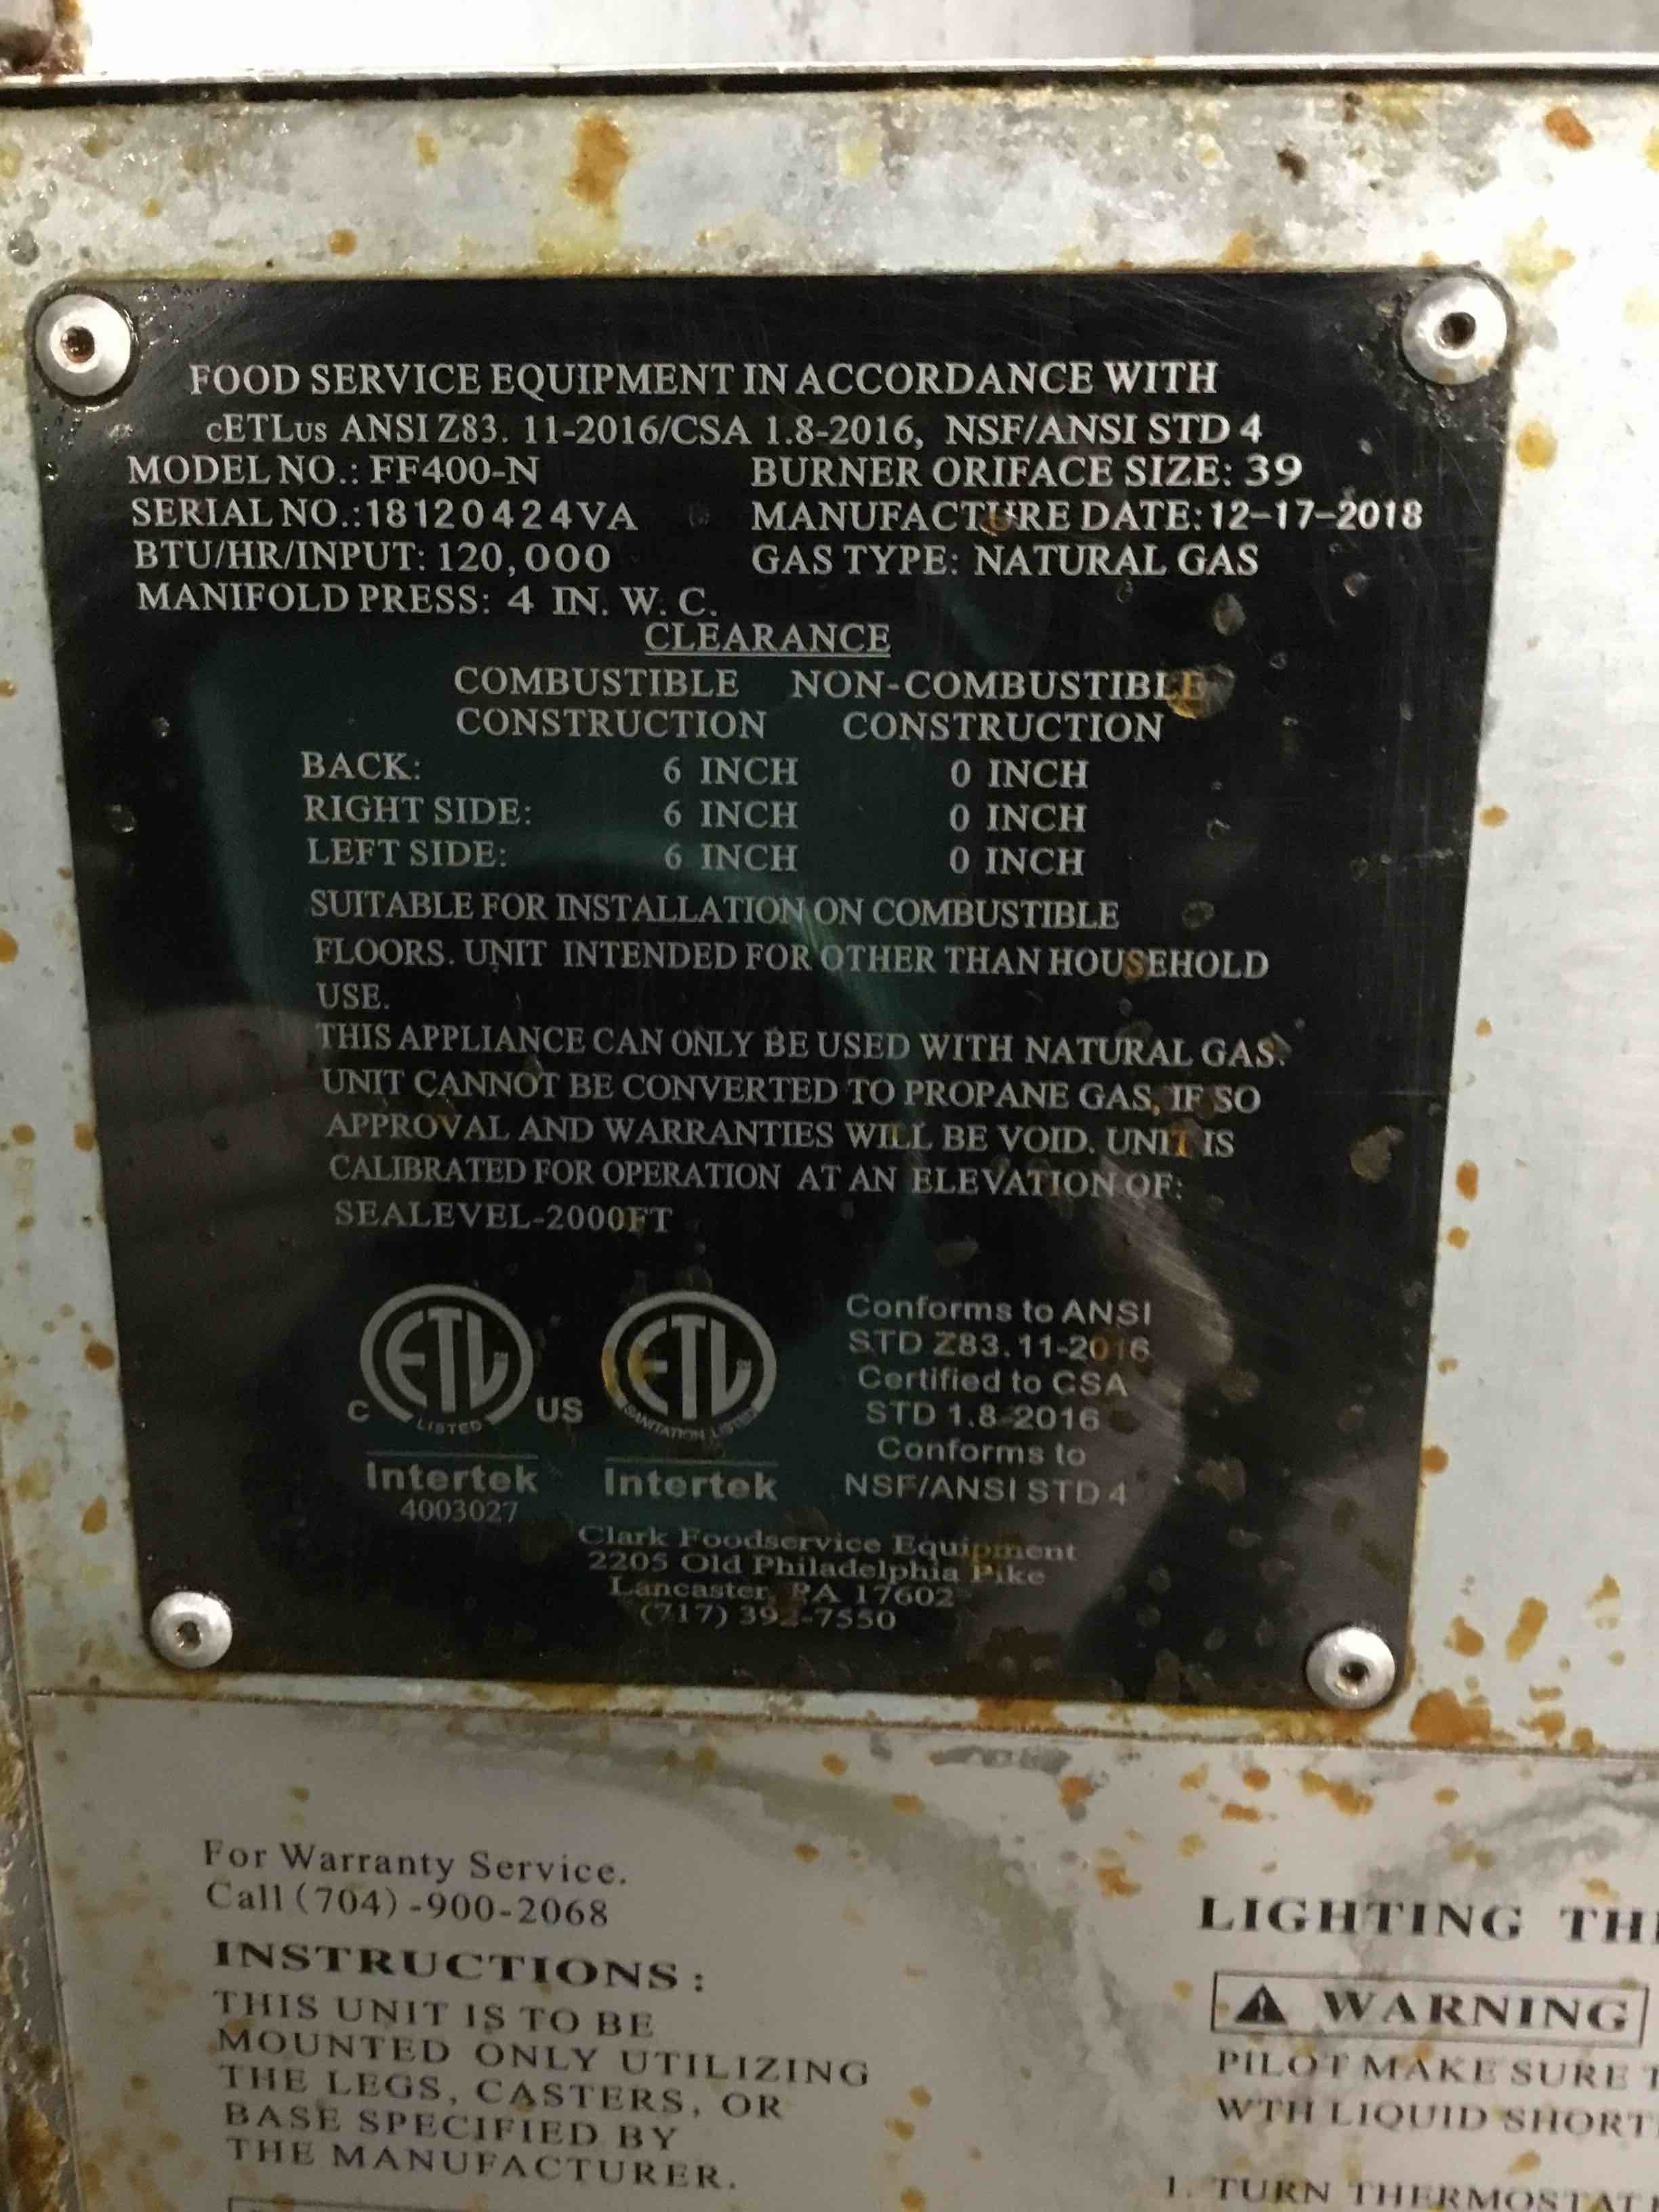 FOOD SERVICE EQUIPMENT IN ACCORDANCE WITH
cETLus ANSI Z83. 11-2016/CSA 1.8-2016, NSF/ANSI STD 4
MODEL NO.: FF400-N BURNER ORIFACE SIZE: 39
SERIAL NO.:18120424VA MANUFACTURE DATE: 12-17-2018
BTU/HR/INPUT: 120,000 GAS TYPE: NATURAL GAS
MANIFOLD PRESS: 4 IN. W. C.
CLEARANCE
COMBUSTIBLE NON-COMBUSTIBLE
CONSTRUCTION CONSTRUCTION
BACK: 6 INCH 0 INCH
RIGHT SIDE: 6 INCH 0 INCH
LEFT SIDE: 6 INCH 0 INCH
SUITABLE FOR INSTALLATION ON COMBUSTIBLE
FLOORS. UNIT INTENDED FOR OTHER THAN HOUSEHOLD
USE.
THIS APPLIANCE CAN ONLY BE USED WITH NATURAL GAS.
UNIT CANNOT BE CONVERTED TO PROPANE GAS, IF SO
APPROVAL AND WARRANTIES WILL BE VOID. UNIT IS
CALIBRATED FOR OPERATION AT AN ELEVATION OF:
SEALEVEL-2000FT
ETL
C LISTED US
Intertek
4003027
ETL
SANITATION LISTED
Intertek
Conforms to ANSI
STD Z83.11-2016
Certified to CSA
STD 1.8-2016
Conforms to
NSF/ANSI STD 4
Clark Foodservice Equipment
2205 Old Philadelphia Pike
Lancaster, PA 17602
(717) 392-7550
For Warranty Service.
Call (704)-900-2068
INSTRUCTIONS:
THIS UNIT IS TO BE
MOUNTED ONLY UTILIZING
THE LEGS, CASTERS, OR
BASE SPECIFIED BY
THE MANUFACTURER.
LIGHTING TH
WARNING
PILOT MAKE SURE T
WTH LIQUID SHORT
1. TURN THERMOSTAT